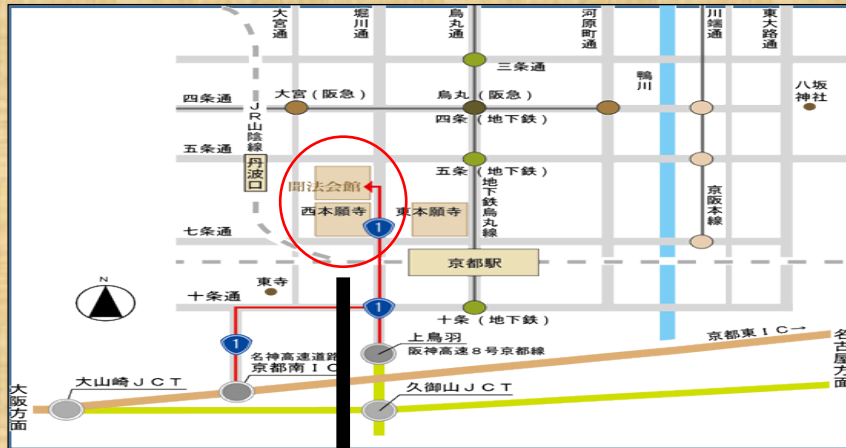 大宮通
堀川通
烏丸通
河原町通
川端通
東大路通
三条通
鴨川
八坂
神社
四条通
大宮(阪急)
烏丸(阪急)
四条(地下鉄)
JR山陰線
丹波口
五条通
五条(地下鉄)
地下鉄烏丸線
京阪本線
聞法会館
西本願寺
東本願寺
1
七条通
京都駅
N
東寺
十条通
1
十条(地下鉄)
1
上鳥羽
阪神高速8号京都線
京都東IC→
名古屋方面
名神高速道路
京都南IC
大山崎JCT
久御山JCT
大阪方面